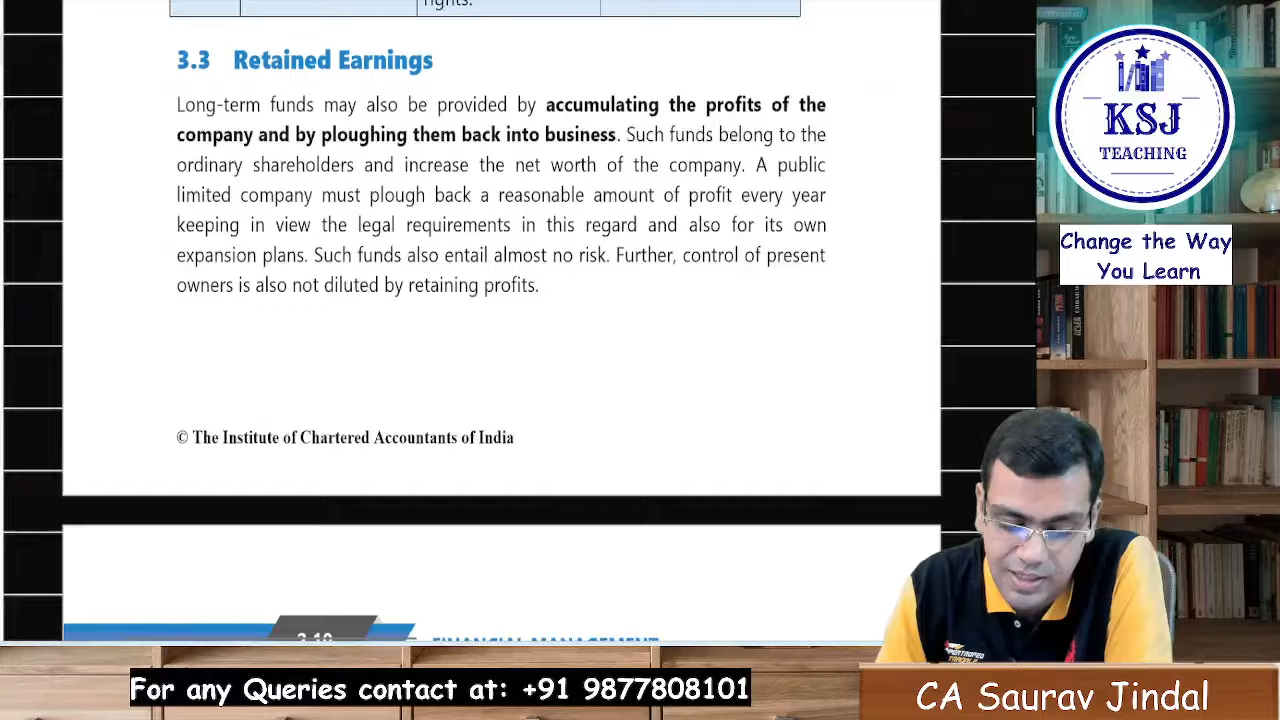 rights.
3.3 Retained Earnings
Long-term funds may also be provided by accumulating the profits of the
company and by ploughing them back into business. Such funds belong to the
ordinary shareholders and increase the net worth of the company. A public
limited company must plough back a reasonable amount of profit every year
keeping in view the legal requirements in this regard and also for its own
expansion plans. Such funds also entail almost no risk. Further, control of present
owners is also not diluted by retaining profits.
© The Institute of Chartered Accountants of India
FINANCIAL MANAGEMENT
KSJ
TEACHING
Change the Way
You Learn
For any Queries contact at: +91 9877808101
CA Saurav Jindal